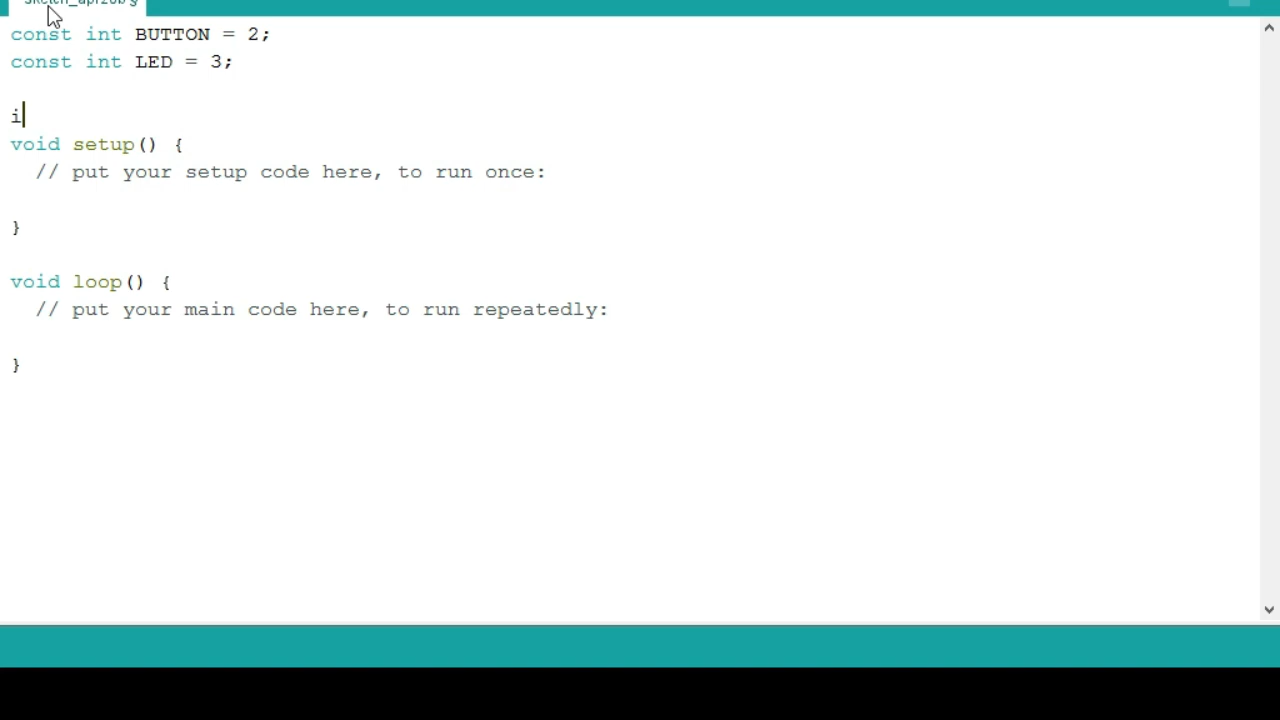 const int BUTTON = 2;
const int LED = 3;
i
void setup() {
// put your setup code here, to run once:
}
void loop() {
// put your main code here, to run repeatedly:
}